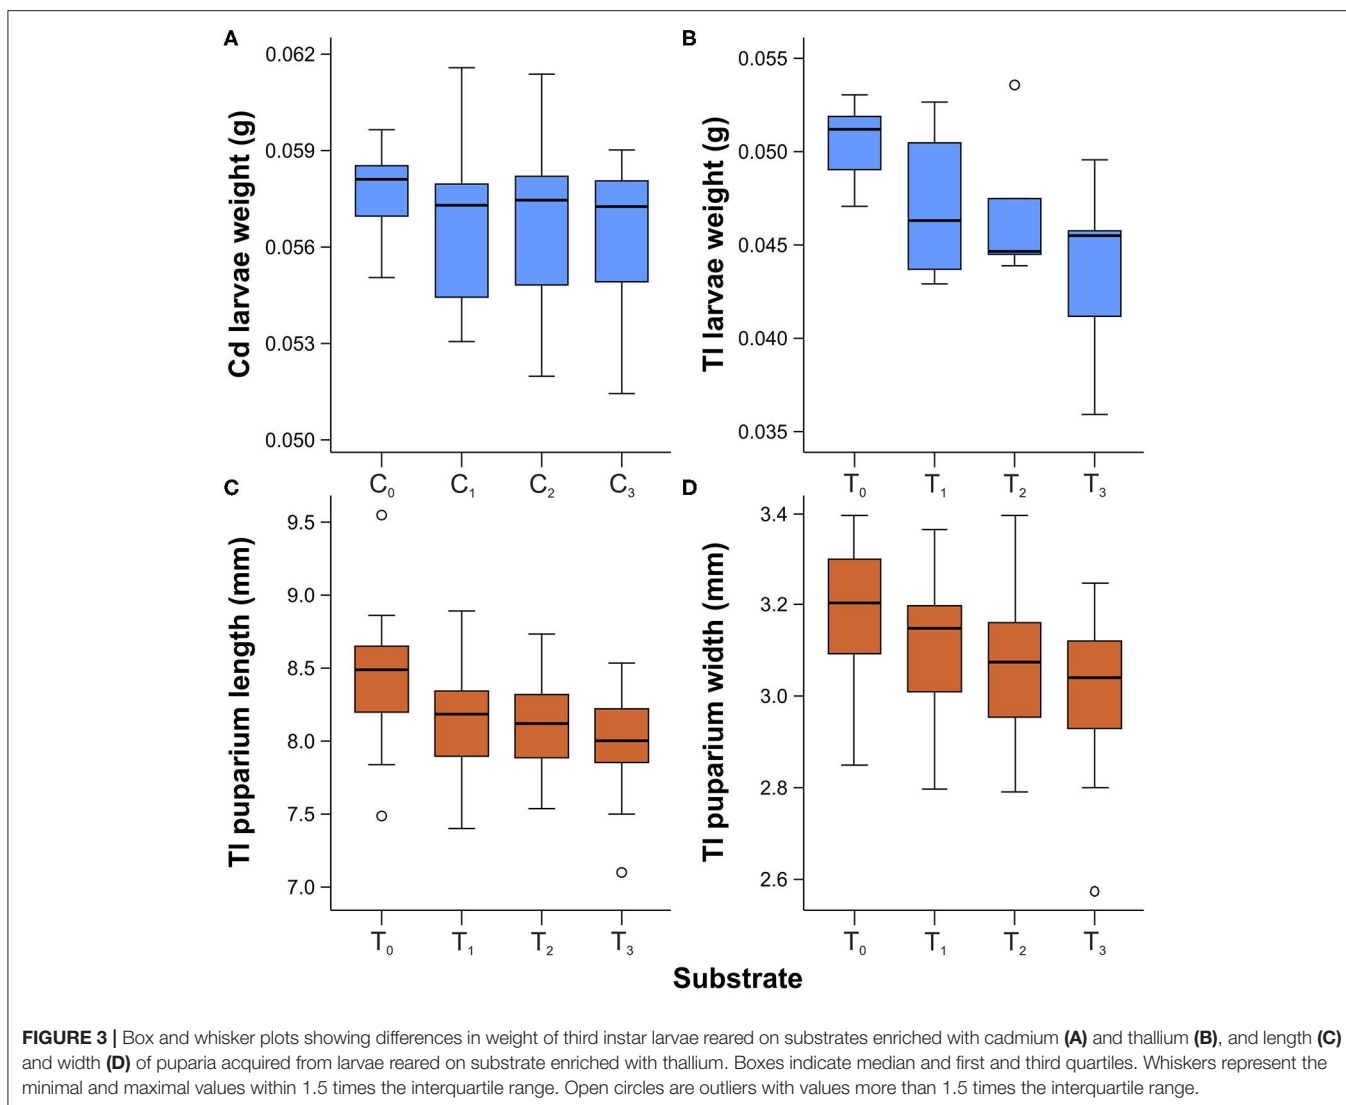 A
Cd larvae weight (g)
0.062
0.059
0.056
0.053
0.050
C₀ C₁ C₂ C₃
B
Tl larvae weight (g)
0.055
0.050
0.045
0.040
0.035
T₀ T₁ T₂ T₃
C
Tl puparium length (mm)
9.5
9.0
8.5
8.0
7.5
7.0
T₀ T₁ T₂ T₃
D
Tl puparium width (mm)
3.4
3.2
3.0
2.8
2.6
T₀ T₁ T₂ T₃
Substrate
FIGURE 3 | Box and whisker plots showing differences in weight of third instar larvae reared on substrates enriched with cadmium (A) and thallium (B), and length (C)
and width (D) of puparia acquired from larvae reared on substrate enriched with thallium. Boxes indicate median and first and third quartiles. Whiskers represent the
minimal and maximal values within 1.5 times the interquartile range. Open circles are outliers with values more than 1.5 times the interquartile range.